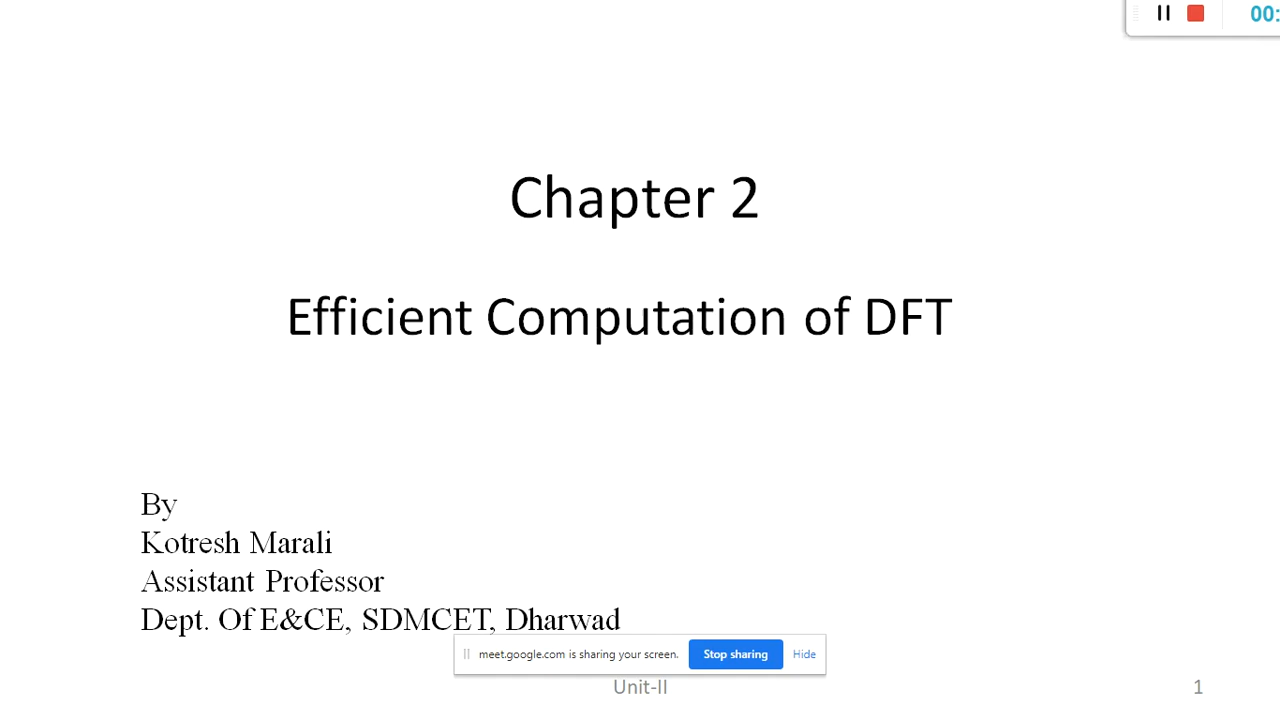 00:
Chapter 2
Efficient Computation of DFT
By
Kotresh Marali
Assistant Professor
Dept. Of E&CE, SDMCET, Dharwad
meet.google.com is sharing your screen. Stop sharing Hide
Unit-II 1